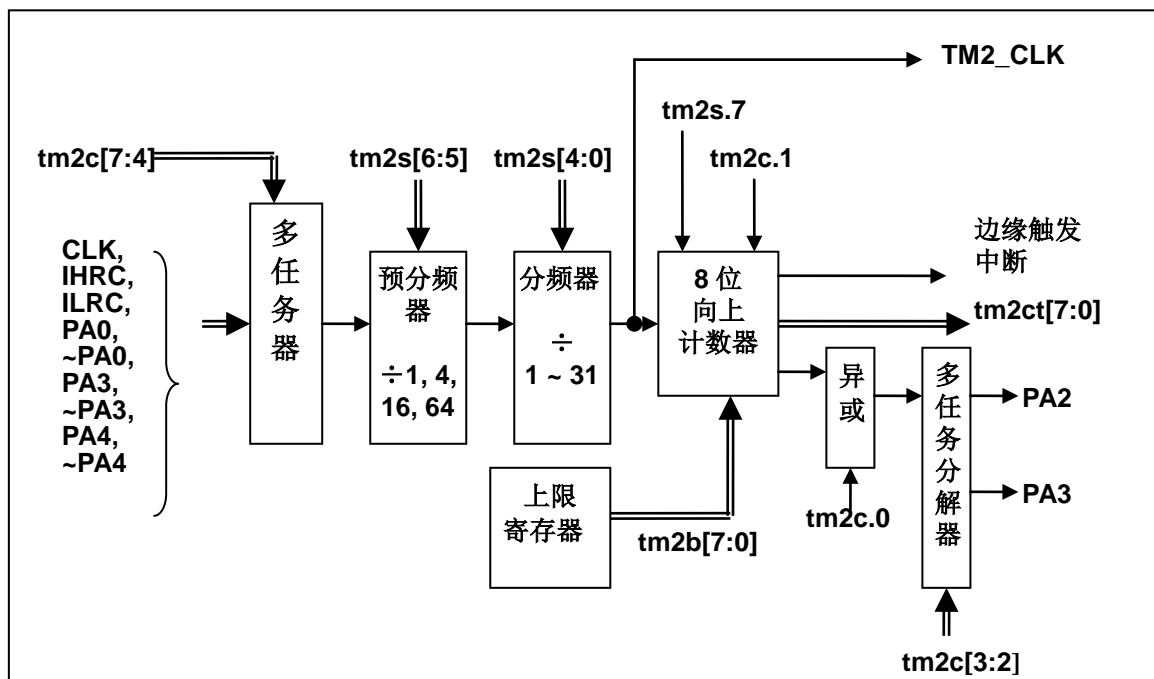 TM2_CLK
tm2s.7
tm2c[7:4]
tm2s[6:5]
tm2s[4:0]
tm2c.1
CLK,
IHRC,
ILRC,
PA0,
~PA0,
PA3,
~PA3,
PA4,
~PA4
多
任
务
器
预分频
器
÷1, 4,
16, 64
分频器
÷
1 ~ 31
8 位
向上
计数器
边缘触发
中断
tm2ct[7:0]
异
或
多
任
务
分
解
器
PA2
PA3
上限
寄存器
tm2b[7:0]
tm2c.0
tm2c[3:2]